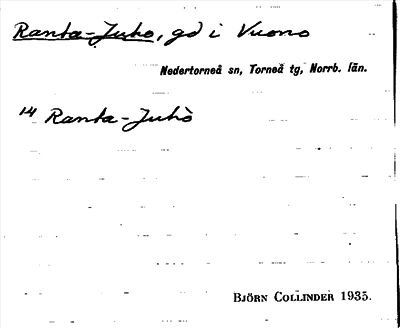 Ranta-Juho, gd i Vuono
Nedertorneå sn, Torneå tg, Norrb. län.
14 Ranta-Juhò
BJÖRN COLLINDER 1935.